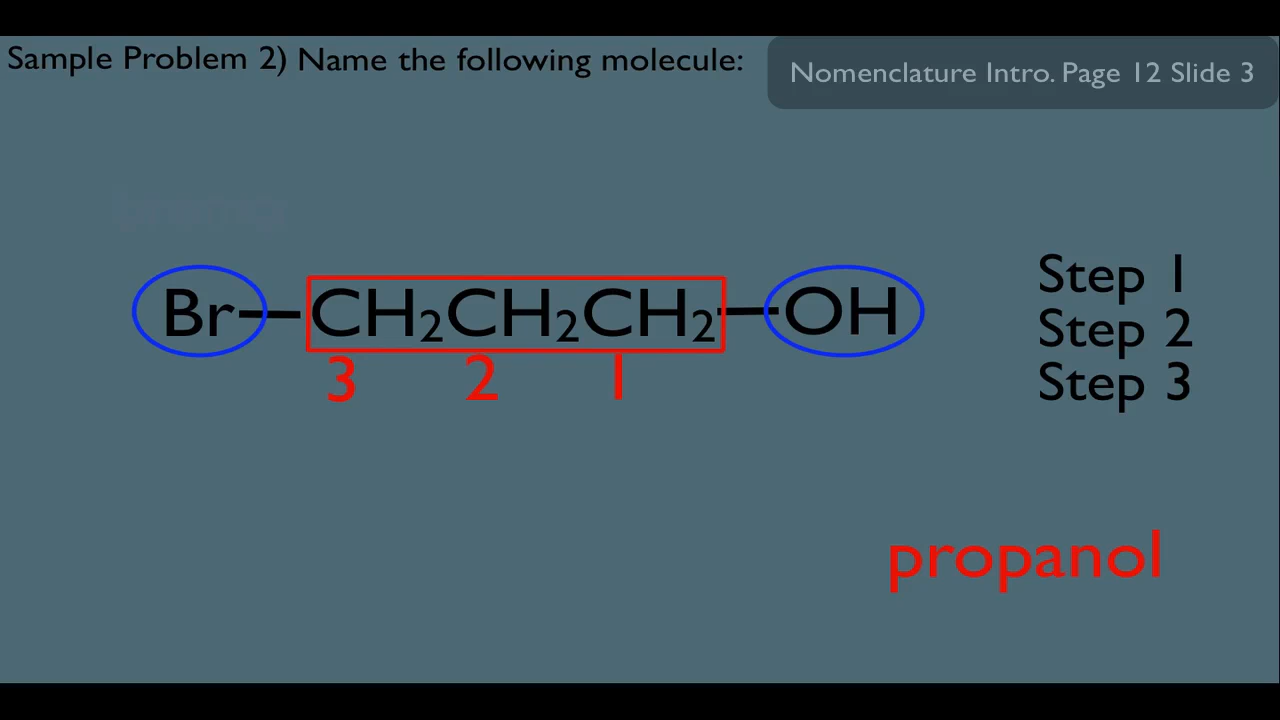 Sample Problem 2) Name the following molecule:
Nomenclature Intro. Page 12 Slide 3
bromo
Br—CH₂CH₂CH₂—OH
3 2 1
Step 1
Step 2
Step 3
propanol